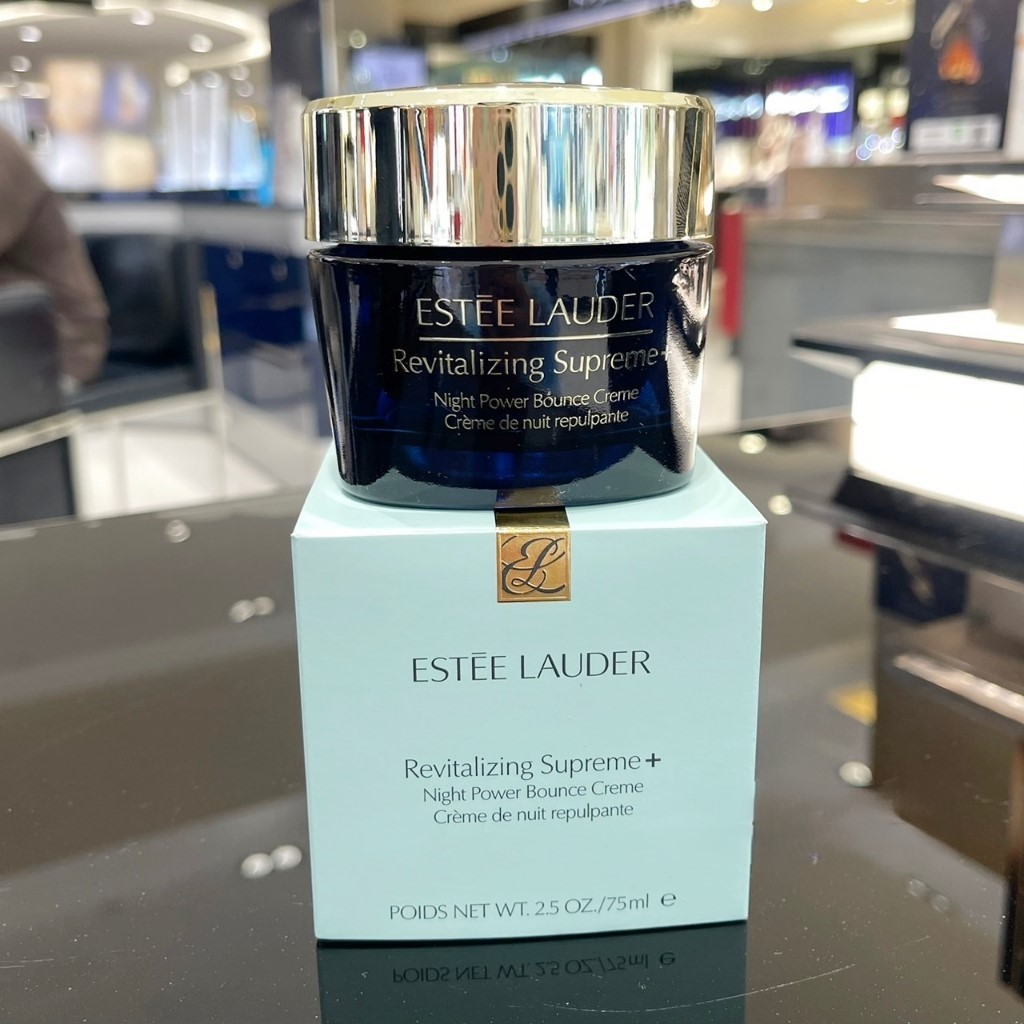 ESTĒE LAUDER
Revitalizing Supreme+
Night Power Bounce Creme
Crème de nuit repulpante
EL
ESTĒE LAUDER
Revitalizing Supreme+
Night Power Bounce Creme
Crème de nuit repulpante
POIDS NET WT. 2.5 OZ./75ml ℮